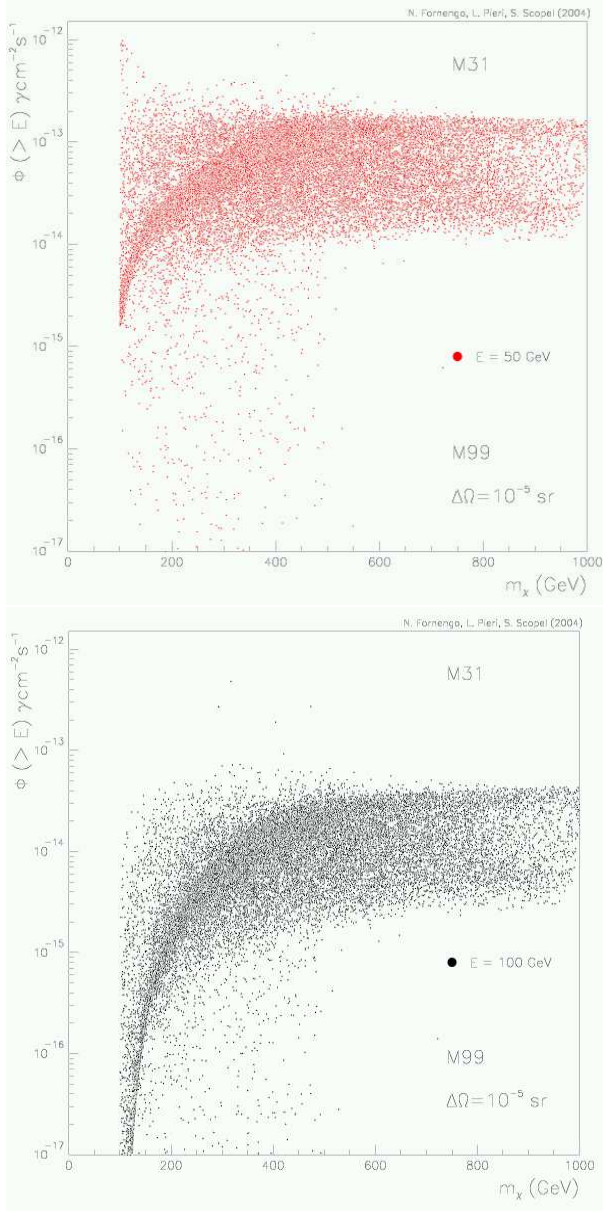 N. Fornengo, L. Pieri, S. Scopel (2004)
Φ (> E) γcm⁻²s⁻¹
10⁻¹²
10⁻¹³
10⁻¹⁴
10⁻¹⁵
10⁻¹⁶
10⁻¹⁷
M31
E = 50 GeV
M99
ΔΩ=10⁻⁵ sr
0 200 400 600 800 1000
mχ (GeV)
N. Fornengo, L. Pieri, S. Scopel (2004)
Φ (> E) γcm⁻²s⁻¹
10⁻¹²
10⁻¹³
10⁻¹⁴
10⁻¹⁵
10⁻¹⁶
10⁻¹⁷
M31
E = 100 GeV
M99
ΔΩ=10⁻⁵ sr
0 200 400 600 800 1000
mχ (GeV)